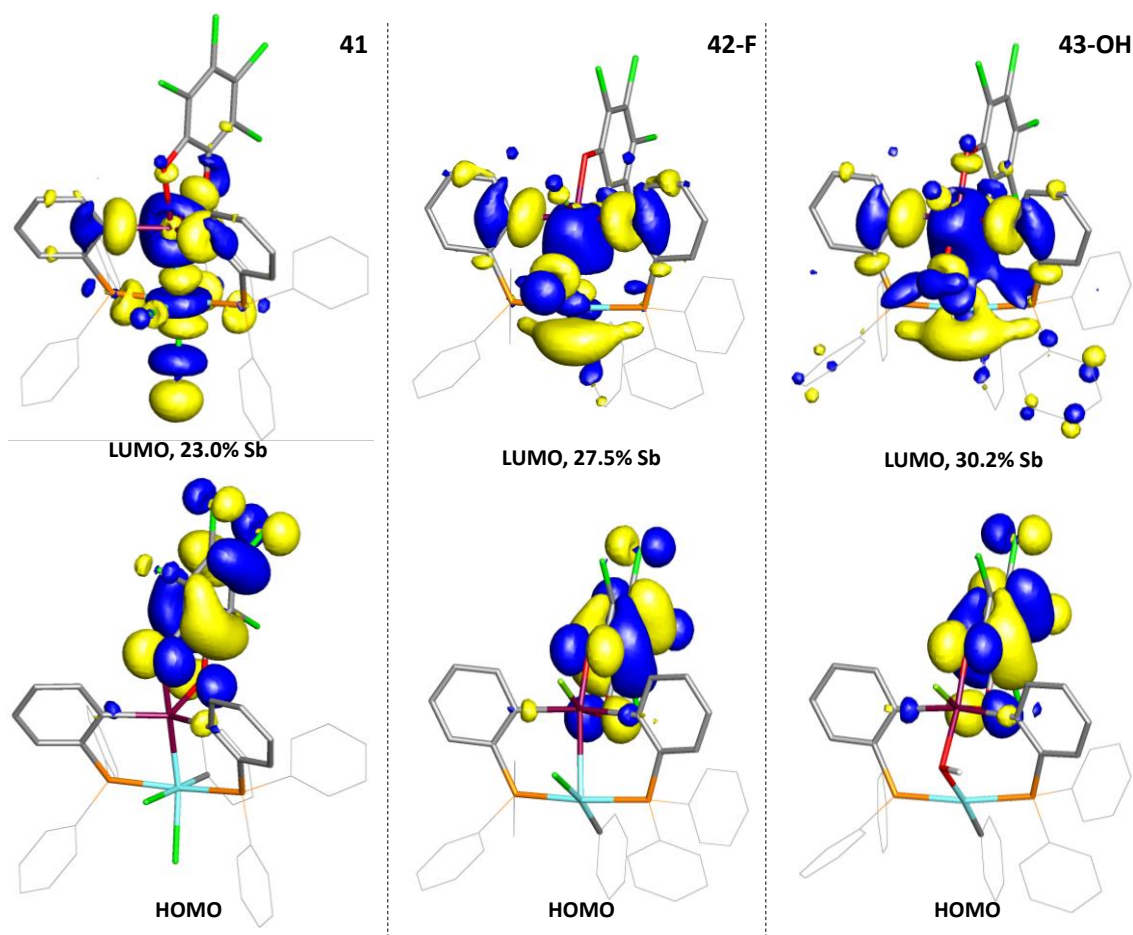 41
42-F
43-OH
LUMO, 23.0% Sb
LUMO, 27.5% Sb
LUMO, 30.2% Sb
HOMO
HOMO
HOMO